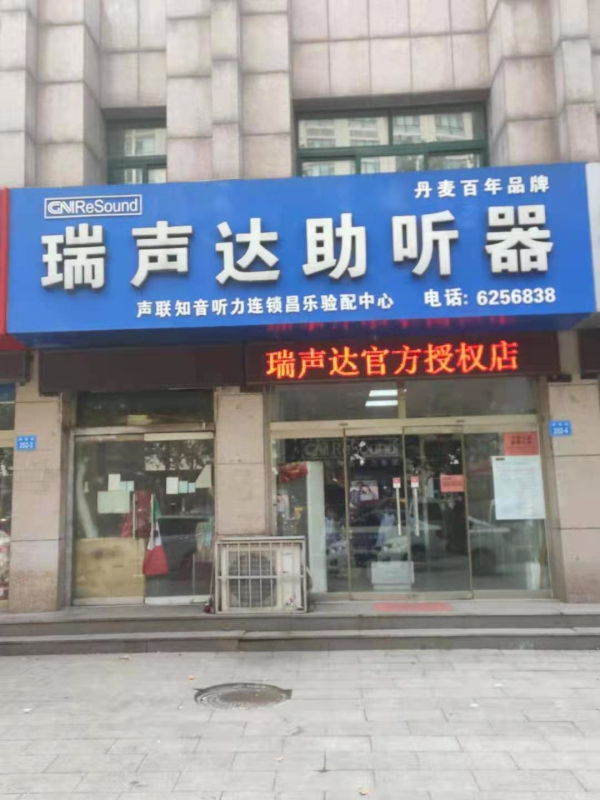 GN ReSound
丹麦百年品牌
瑞声达助听器
声联知音听力连锁昌乐验配中心 电话: 6256838
瑞声达官方授权店
GN ReSound